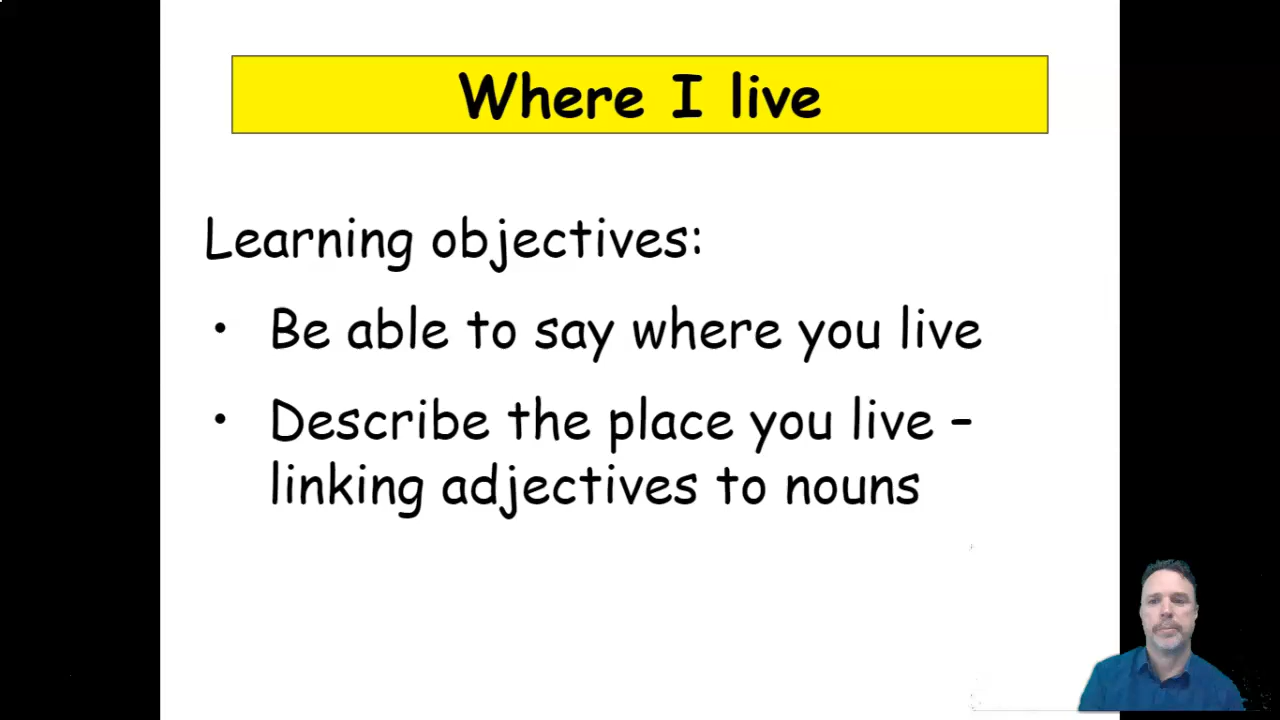 Where I live
Learning objectives:
• Be able to say where you live
• Describe the place you live –
linking adjectives to nouns